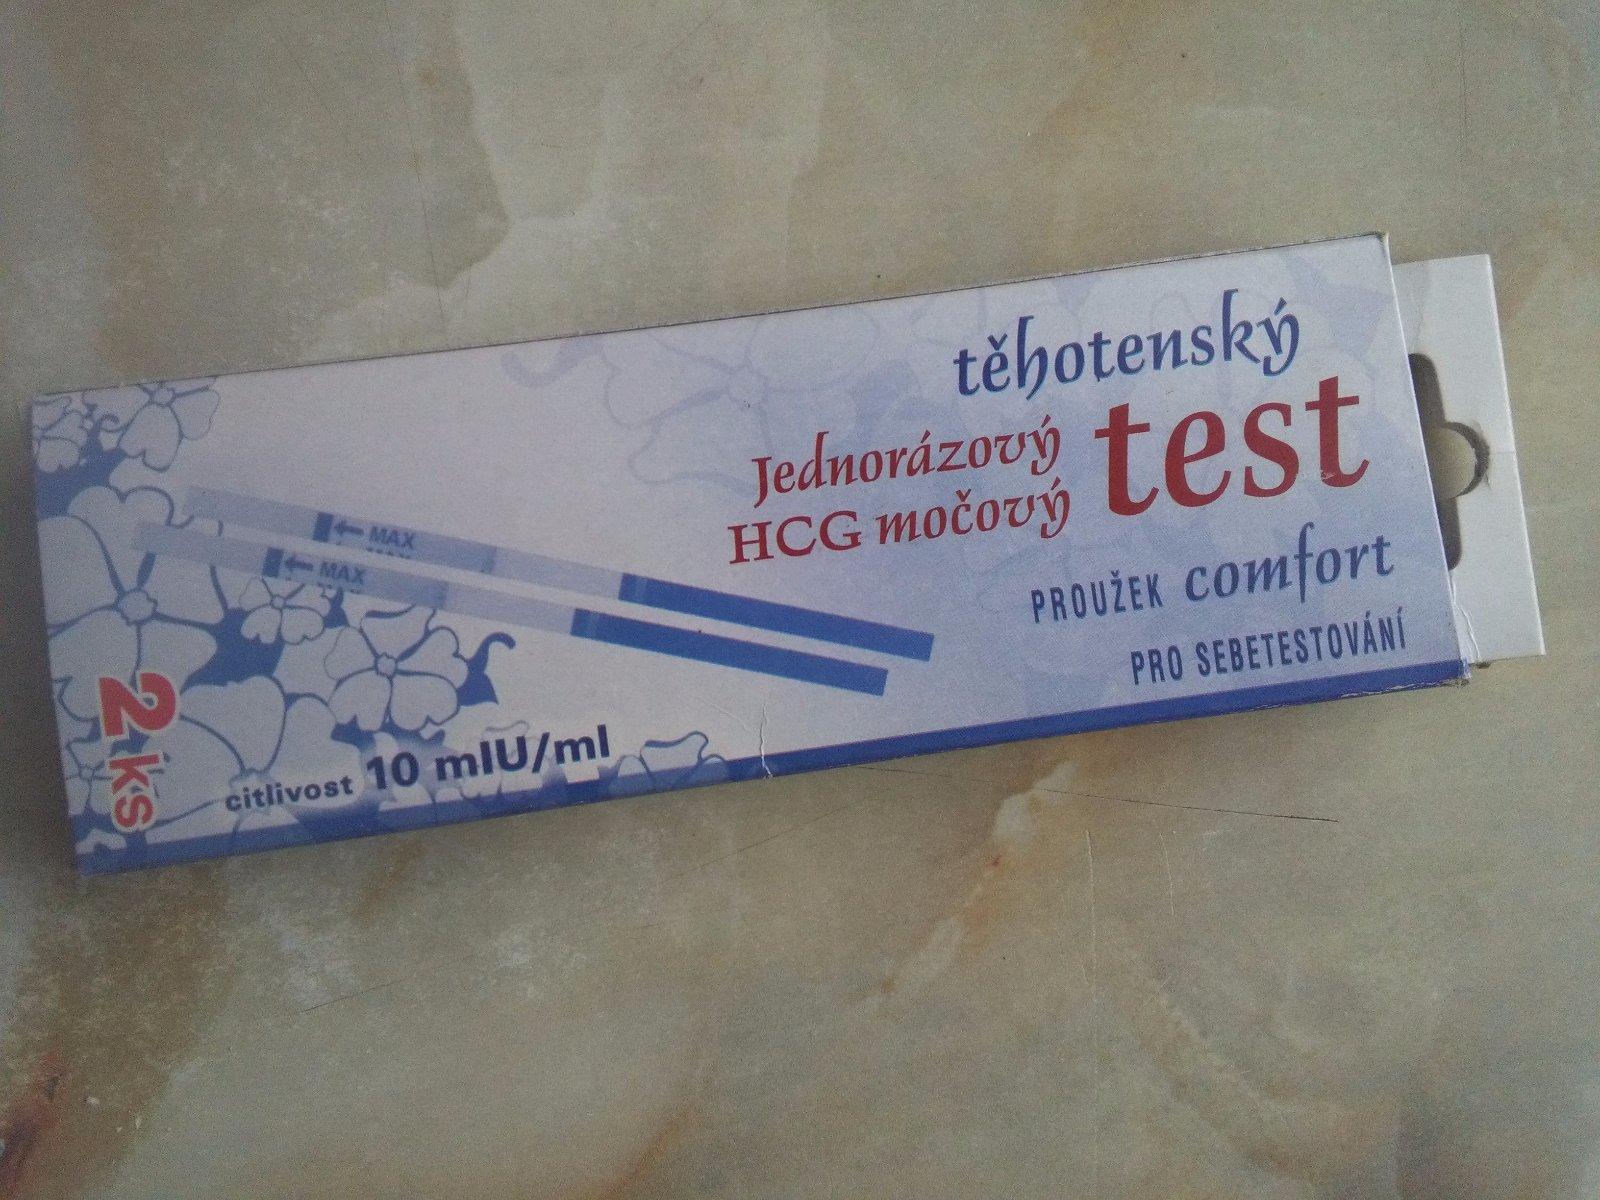 těhotenský
Jednorázový
HCG močový
test
PROUŽEK comfort
PRO SEBETESTOVÁNÍ
MAX
MAX
2 ks
citlivost 10 mIU/ml